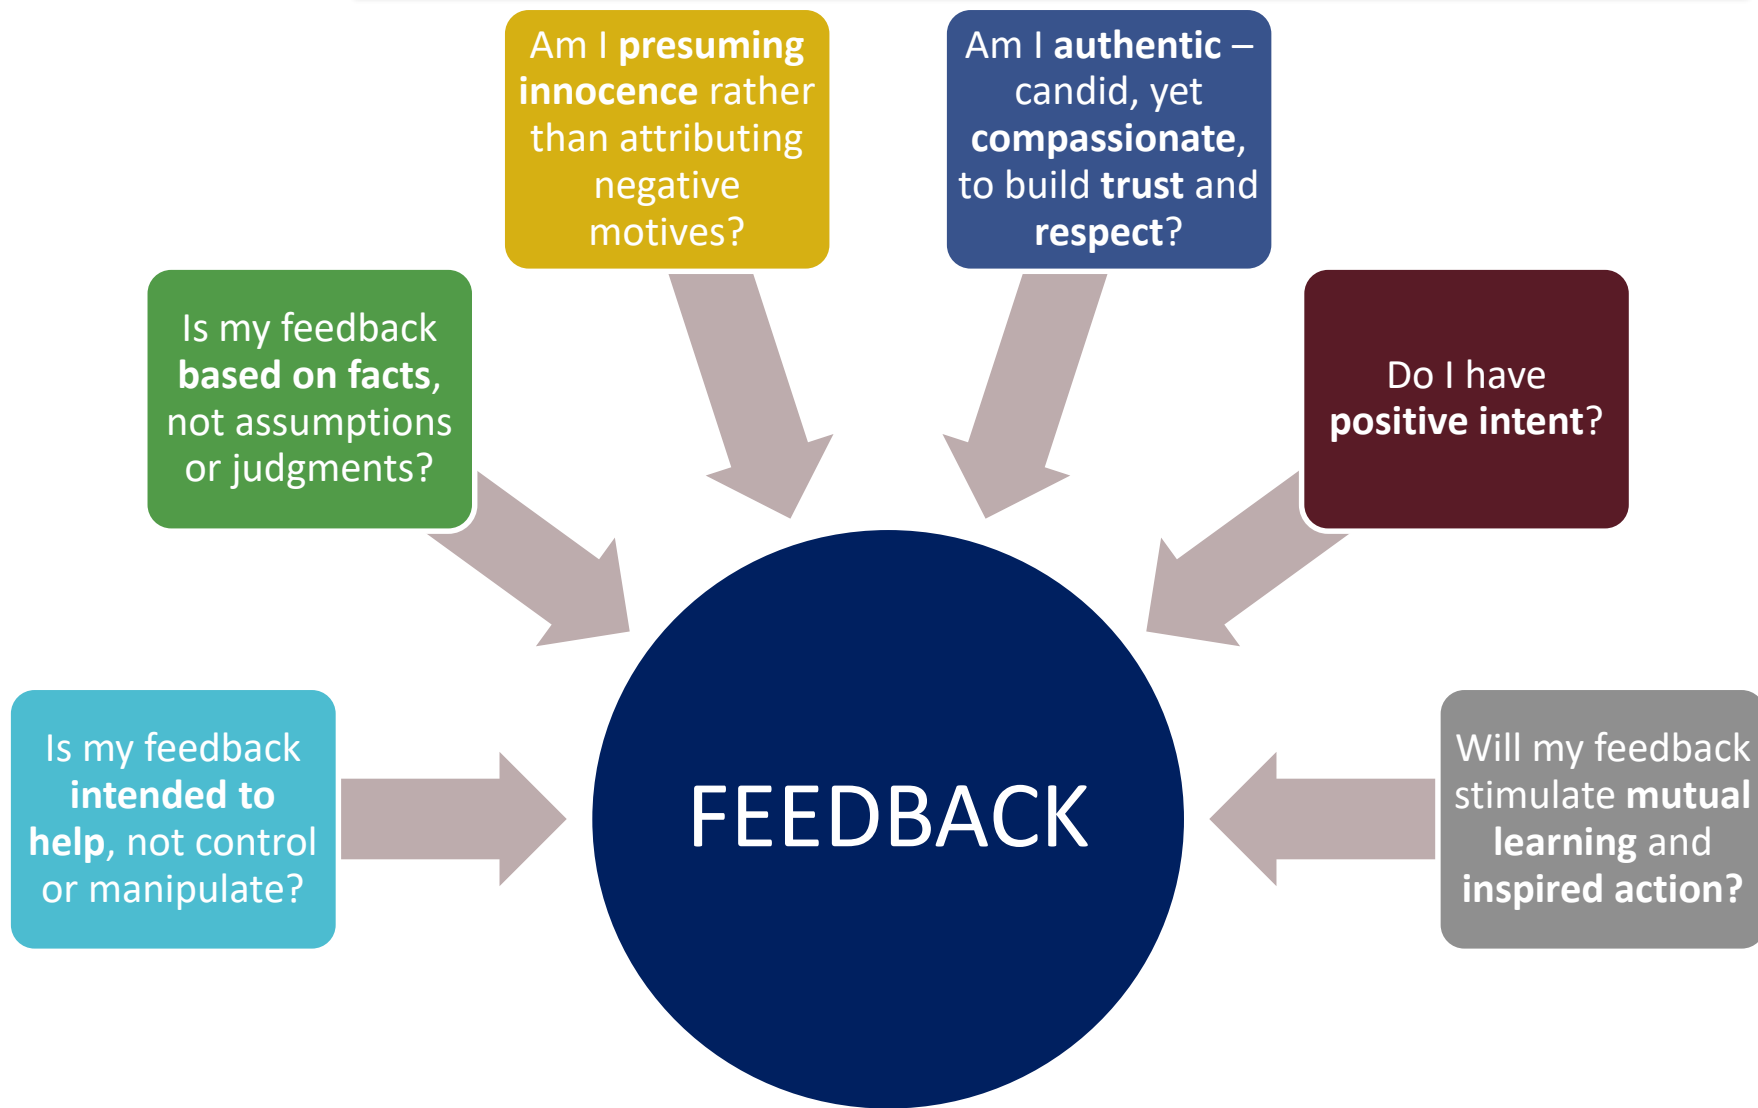 Am I presuming
innocence rather
than attributing
negative
motives?
Am I authentic –
candid, yet
compassionate,
to build trust and
respect?
Is my feedback
based on facts,
not assumptions
or judgments?
Do I have
positive intent?
Is my feedback
intended to
help, not control
or manipulate?
FEEDBACK
Will my feedback
stimulate mutual
learning and
inspired action?